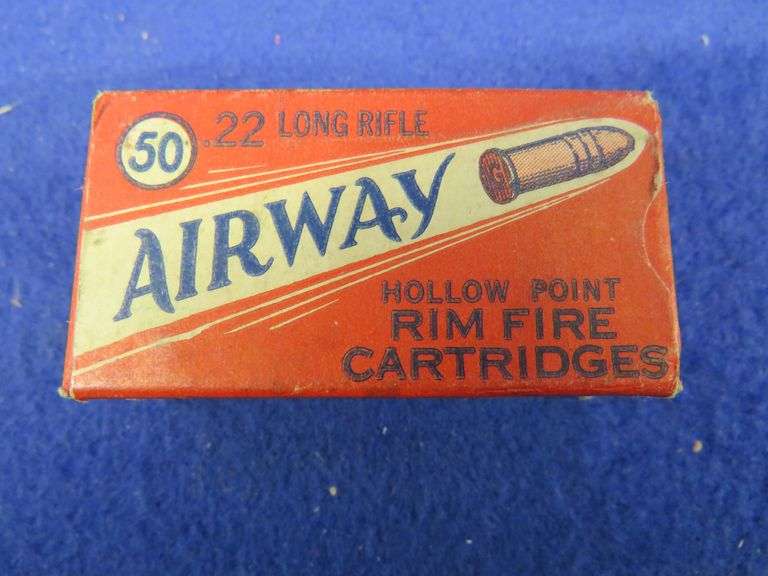 50 .22 LONG RIFLE
AIRWAY
HOLLOW POINT
RIM FIRE
CARTRIDGES